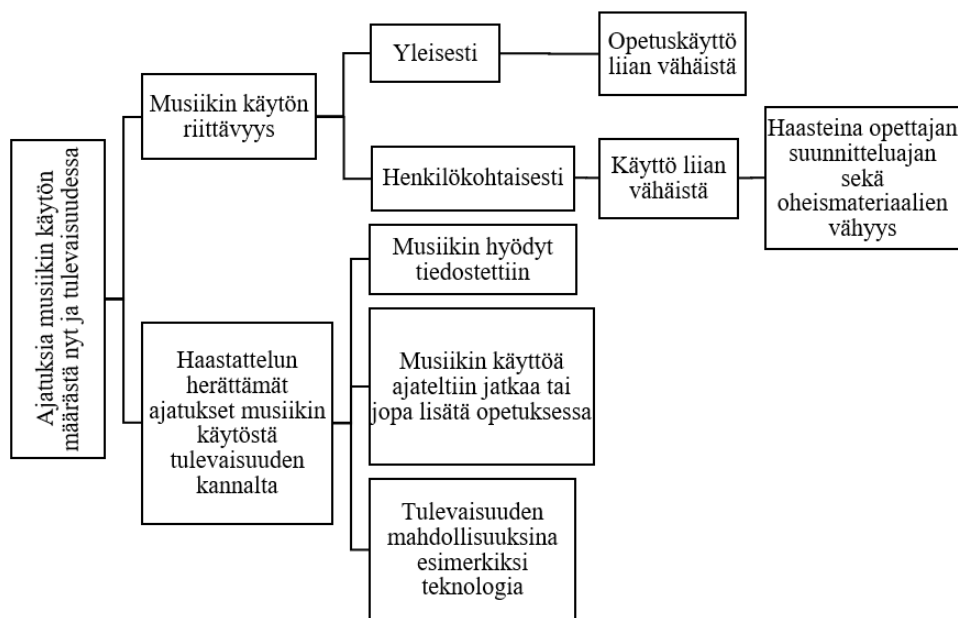 Ajatuksia musiikin käytön
määrästä nyt ja tulevaisuudessa
Musiikin käytön
riittävyys
Yleisesti
Opetuskäyttö
liian vähäistä
Henkilökohtaisesti
Käyttö liian
vähäistä
Haasteina opettajan
suunnitteluajan
sekä
oheismateriaalien
vähyys
Haastattelun
herättämät
ajatukset musiikin
käytöstä
tulevaisuuden
kannalta
Musiikin hyödyt
tiedostettiin
Musiikin käyttöä
ajateltiin jatkaa tai
jopa lisätä opetuksessa
Tulevaisuuden
mahdollisuuksina
esimerkiksi
teknologia